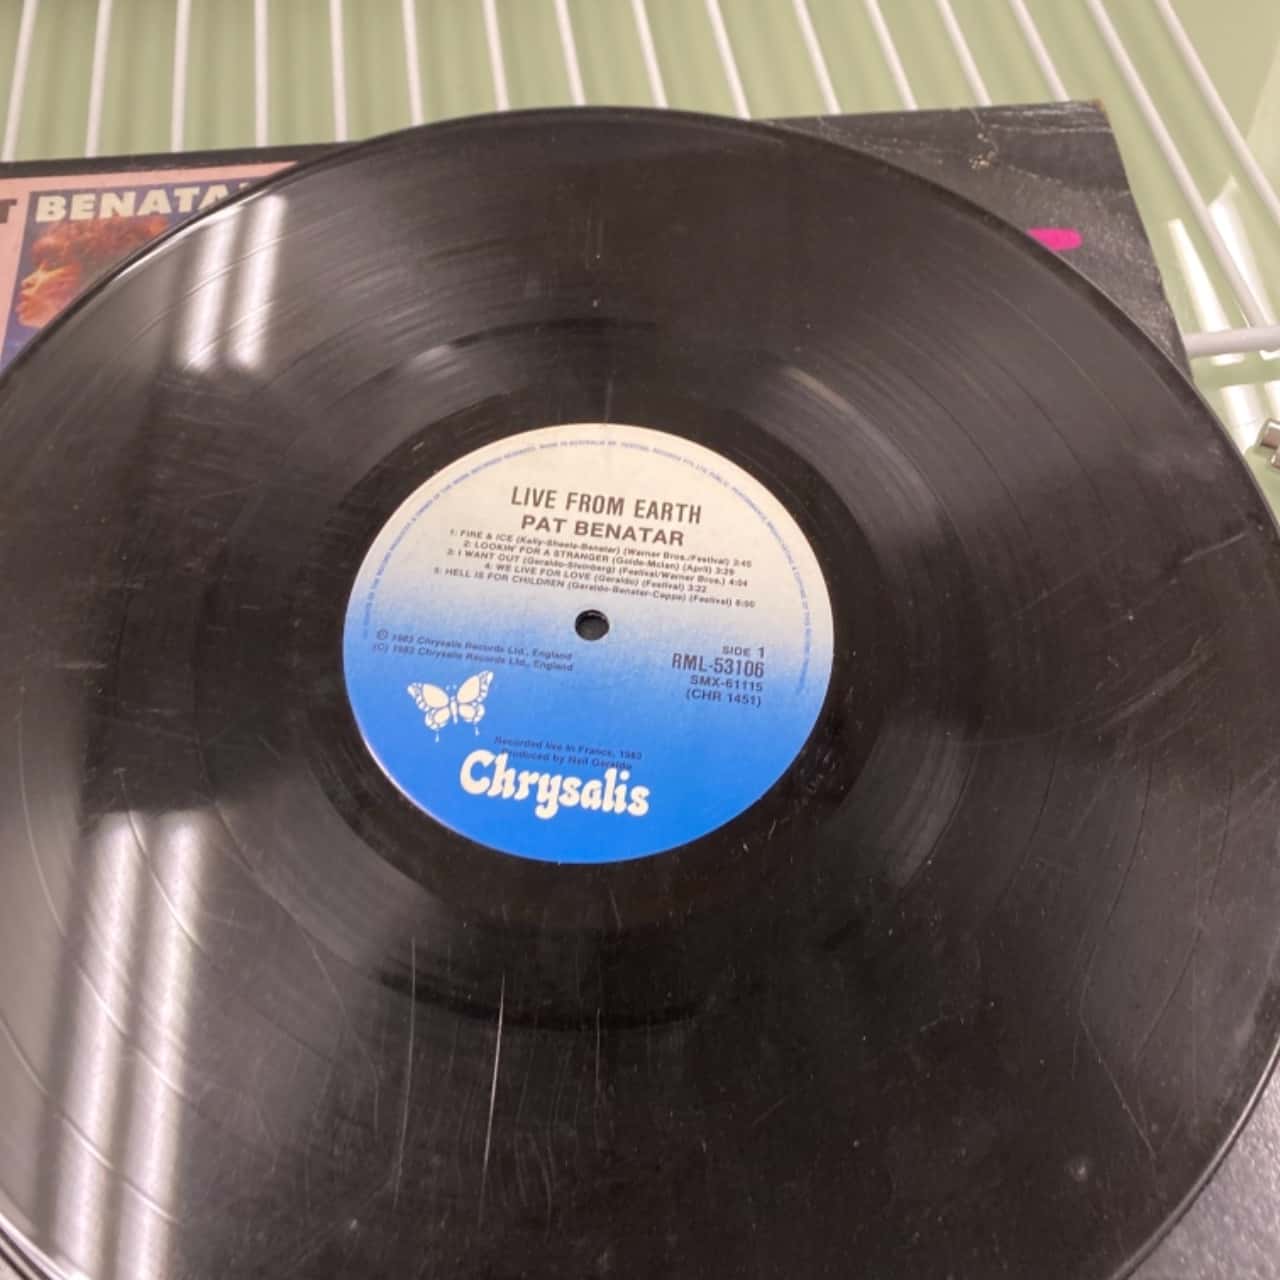 BENATA
LIVE FROM EARTH
PAT BENATAR
1: FIRE & ICE (Kelly-Sheets-Benatar) (Warner Bros./Festival) 3:45
2: LOOKIN' FOR A STRANGER (Golde-McIan) (April) 3:29
3: I WANT OUT (Geraldo-Steinberg) (Festival/Warner Bros.) 4:04
4: WE LIVE FOR LOVE (Geraldo) (Festival) 3:22
5: HELL IS FOR CHILDREN (Geraldo-Benatar-Capps) (Festival) 6:00
Ⓟ 1983 Chrysalis Records Ltd., England
(C) 1983 Chrysalis Records Ltd., England
SIDE 1
RML-53106
SMX-61115
(CHR 1451)
Recorded live in France, 1983
Produced by Neil Geraldo
Chrysalis